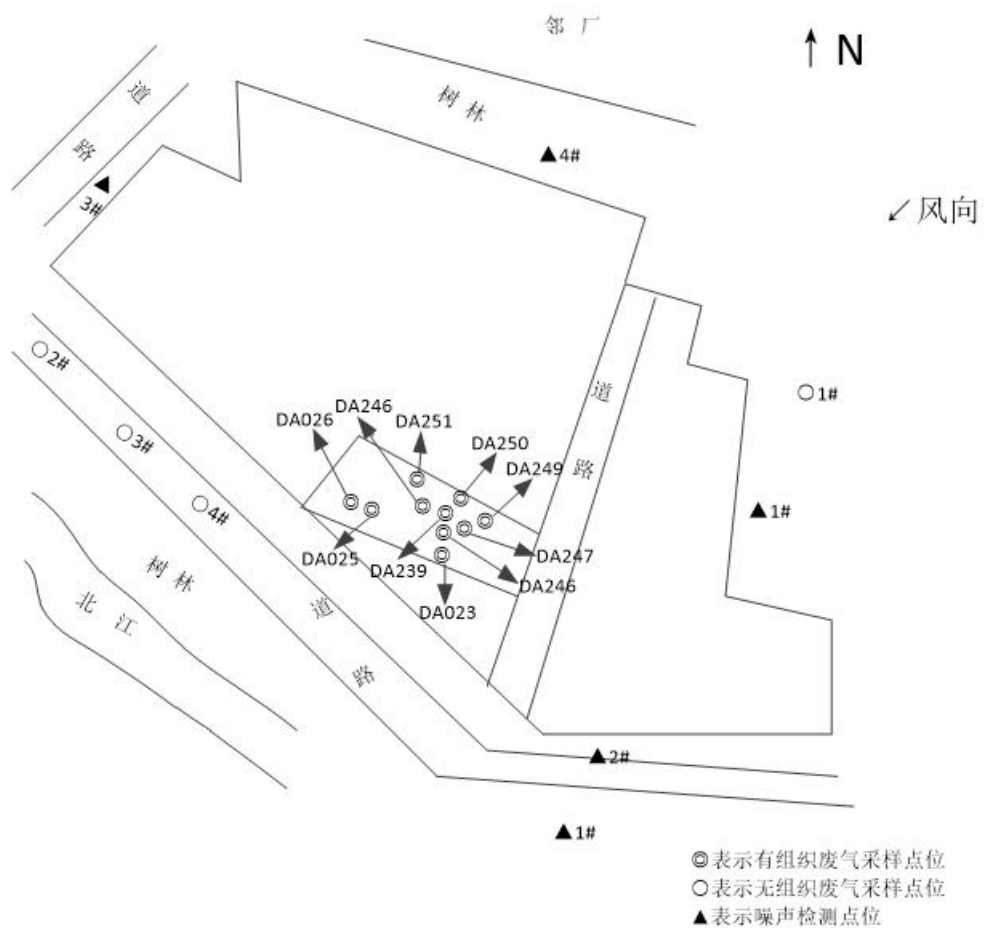 邻厂
N
道路
树林
▲4#
3#
风向
2#
道路
1#
DA246
DA026
DA251
3#
DA250
DA249
4#
1#
DA025
DA239
DA247
DA246
DA023
树林
北江
道路
2#
1#
◎表示有组织废气采样点位
○表示无组织废气采样点位
▲表示噪声检测点位